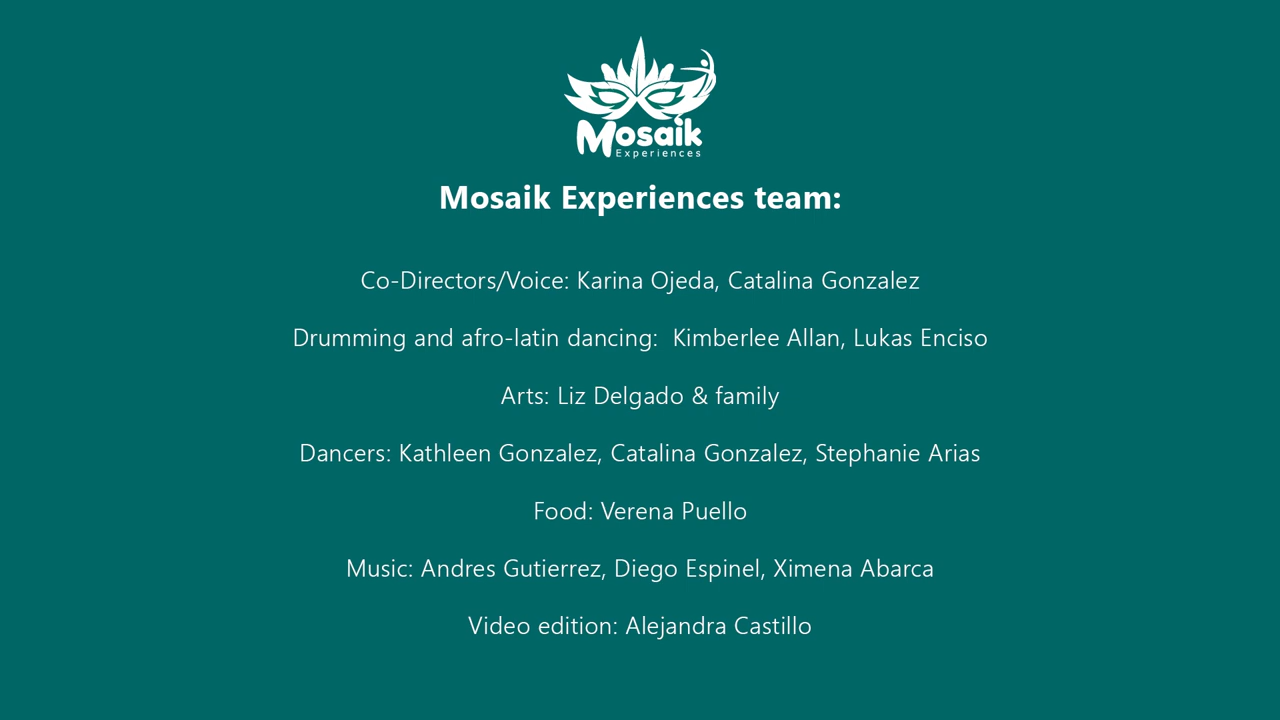 Mosaik
Experiences
Mosaik Experiences team:
Co-Directors/Voice: Karina Ojeda, Catalina Gonzalez
Drumming and afro-latin dancing:  Kimberlee Allan, Lukas Enciso
Arts: Liz Delgado & family
Dancers: Kathleen Gonzalez, Catalina Gonzalez, Stephanie Arias
Food: Verena Puello
Music: Andres Gutierrez, Diego Espinel, Ximena Abarca
Video edition: Alejandra Castillo